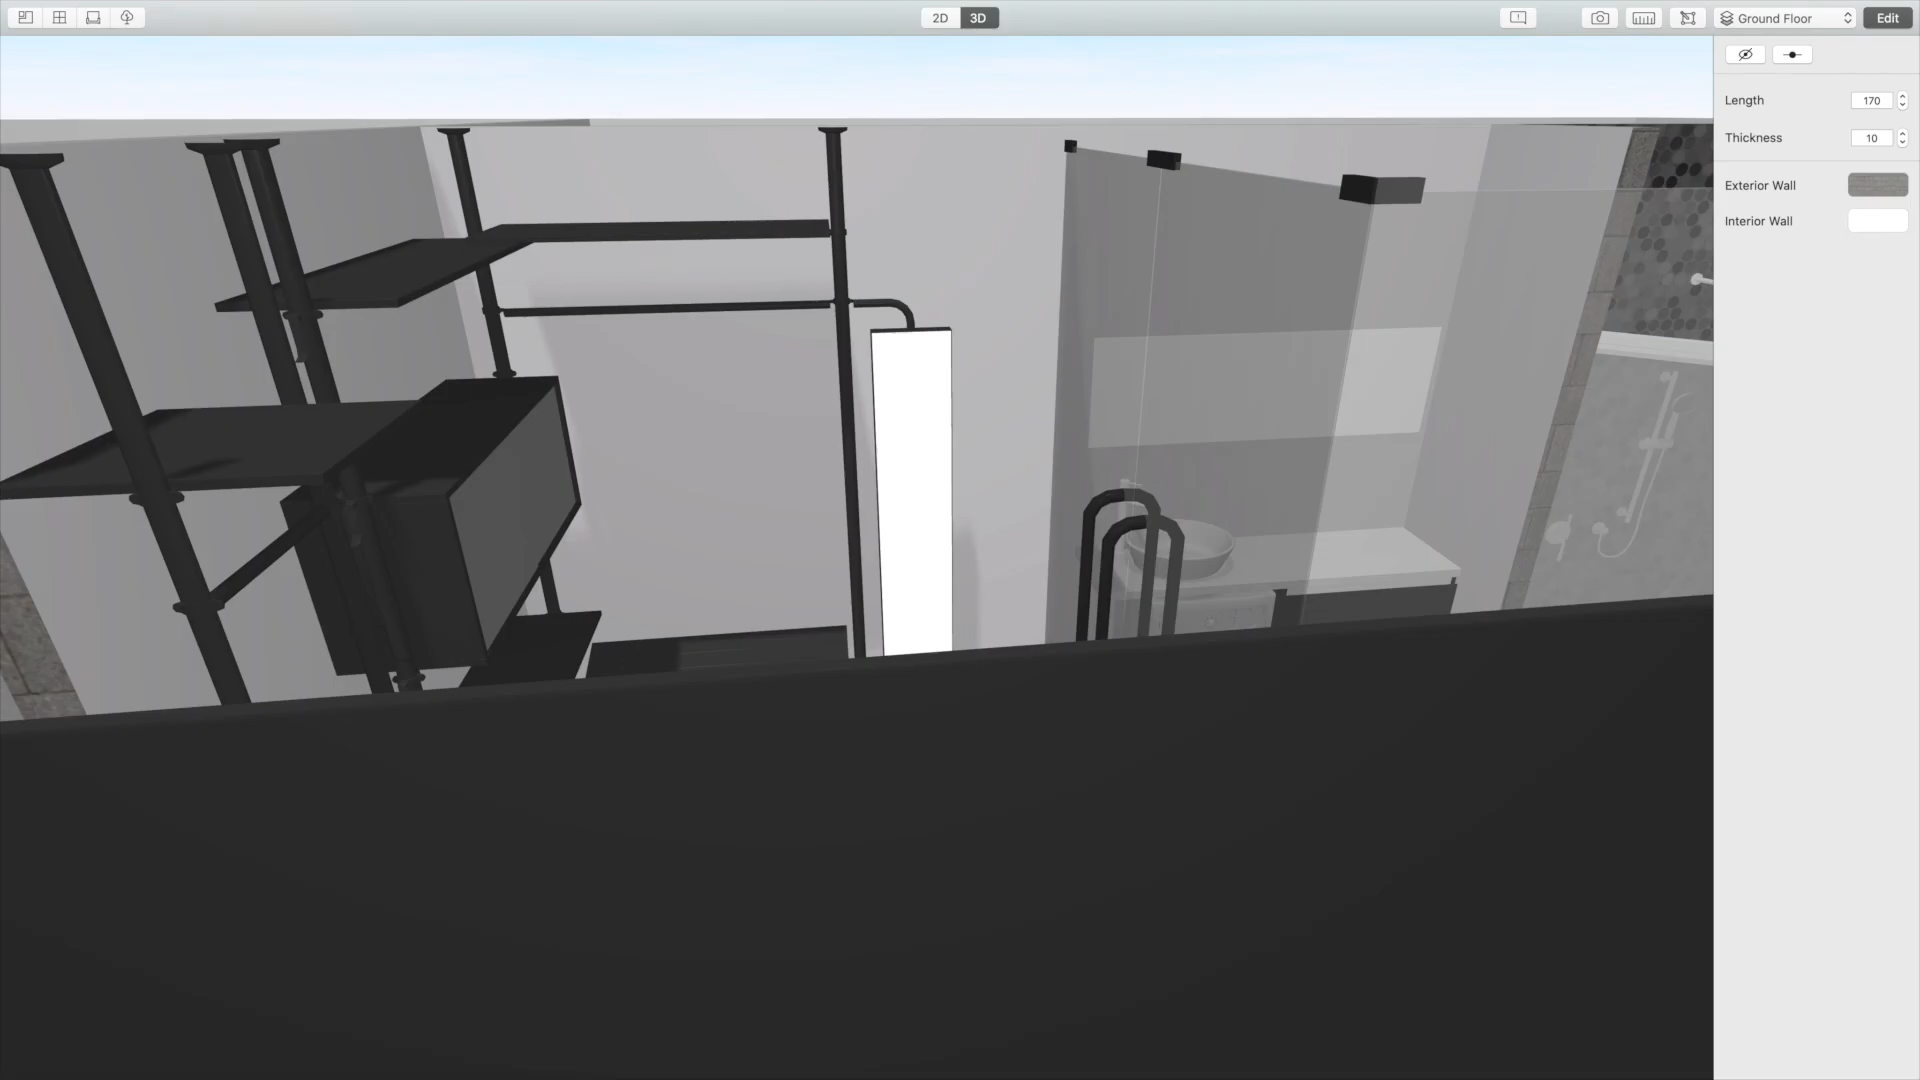 2D 3D
Ground Floor
Edit
Length 170
Thickness 10
Exterior Wall
Interior Wall